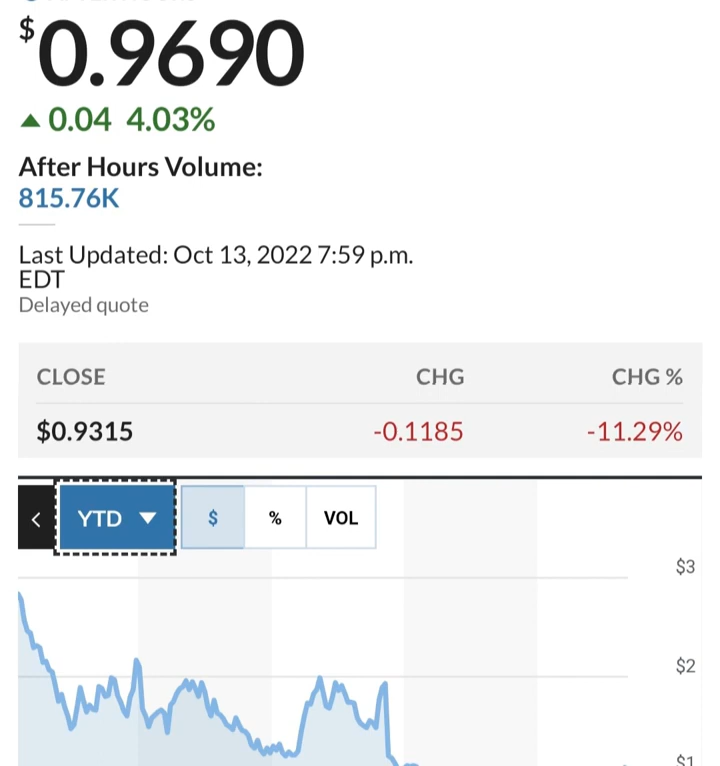 $0.9690
▲ 0.04 4.03%
After Hours Volume:
815.76K
Last Updated: Oct 13, 2022 7:59 p.m.
EDT
Delayed quote
CLOSE CHG CHG %
$0.9315 -0.1185 -11.29%
< YTD ▼ $ % VOL
$3
$2
$1